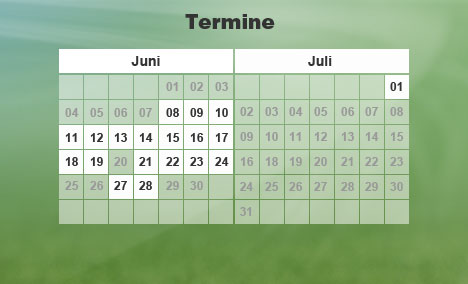 Termine
Juni Juli
01 02 03 01
04 05 06 07 08 09 10 02 03 04 05 06 07 08
11 12 13 14 15 16 17 09 10 11 12 13 14 15
18 19 20 21 22 23 24 16 17 18 19 20 21 22 23
25 26 27 28 29 30 24 25 26 27 28 29 30
31